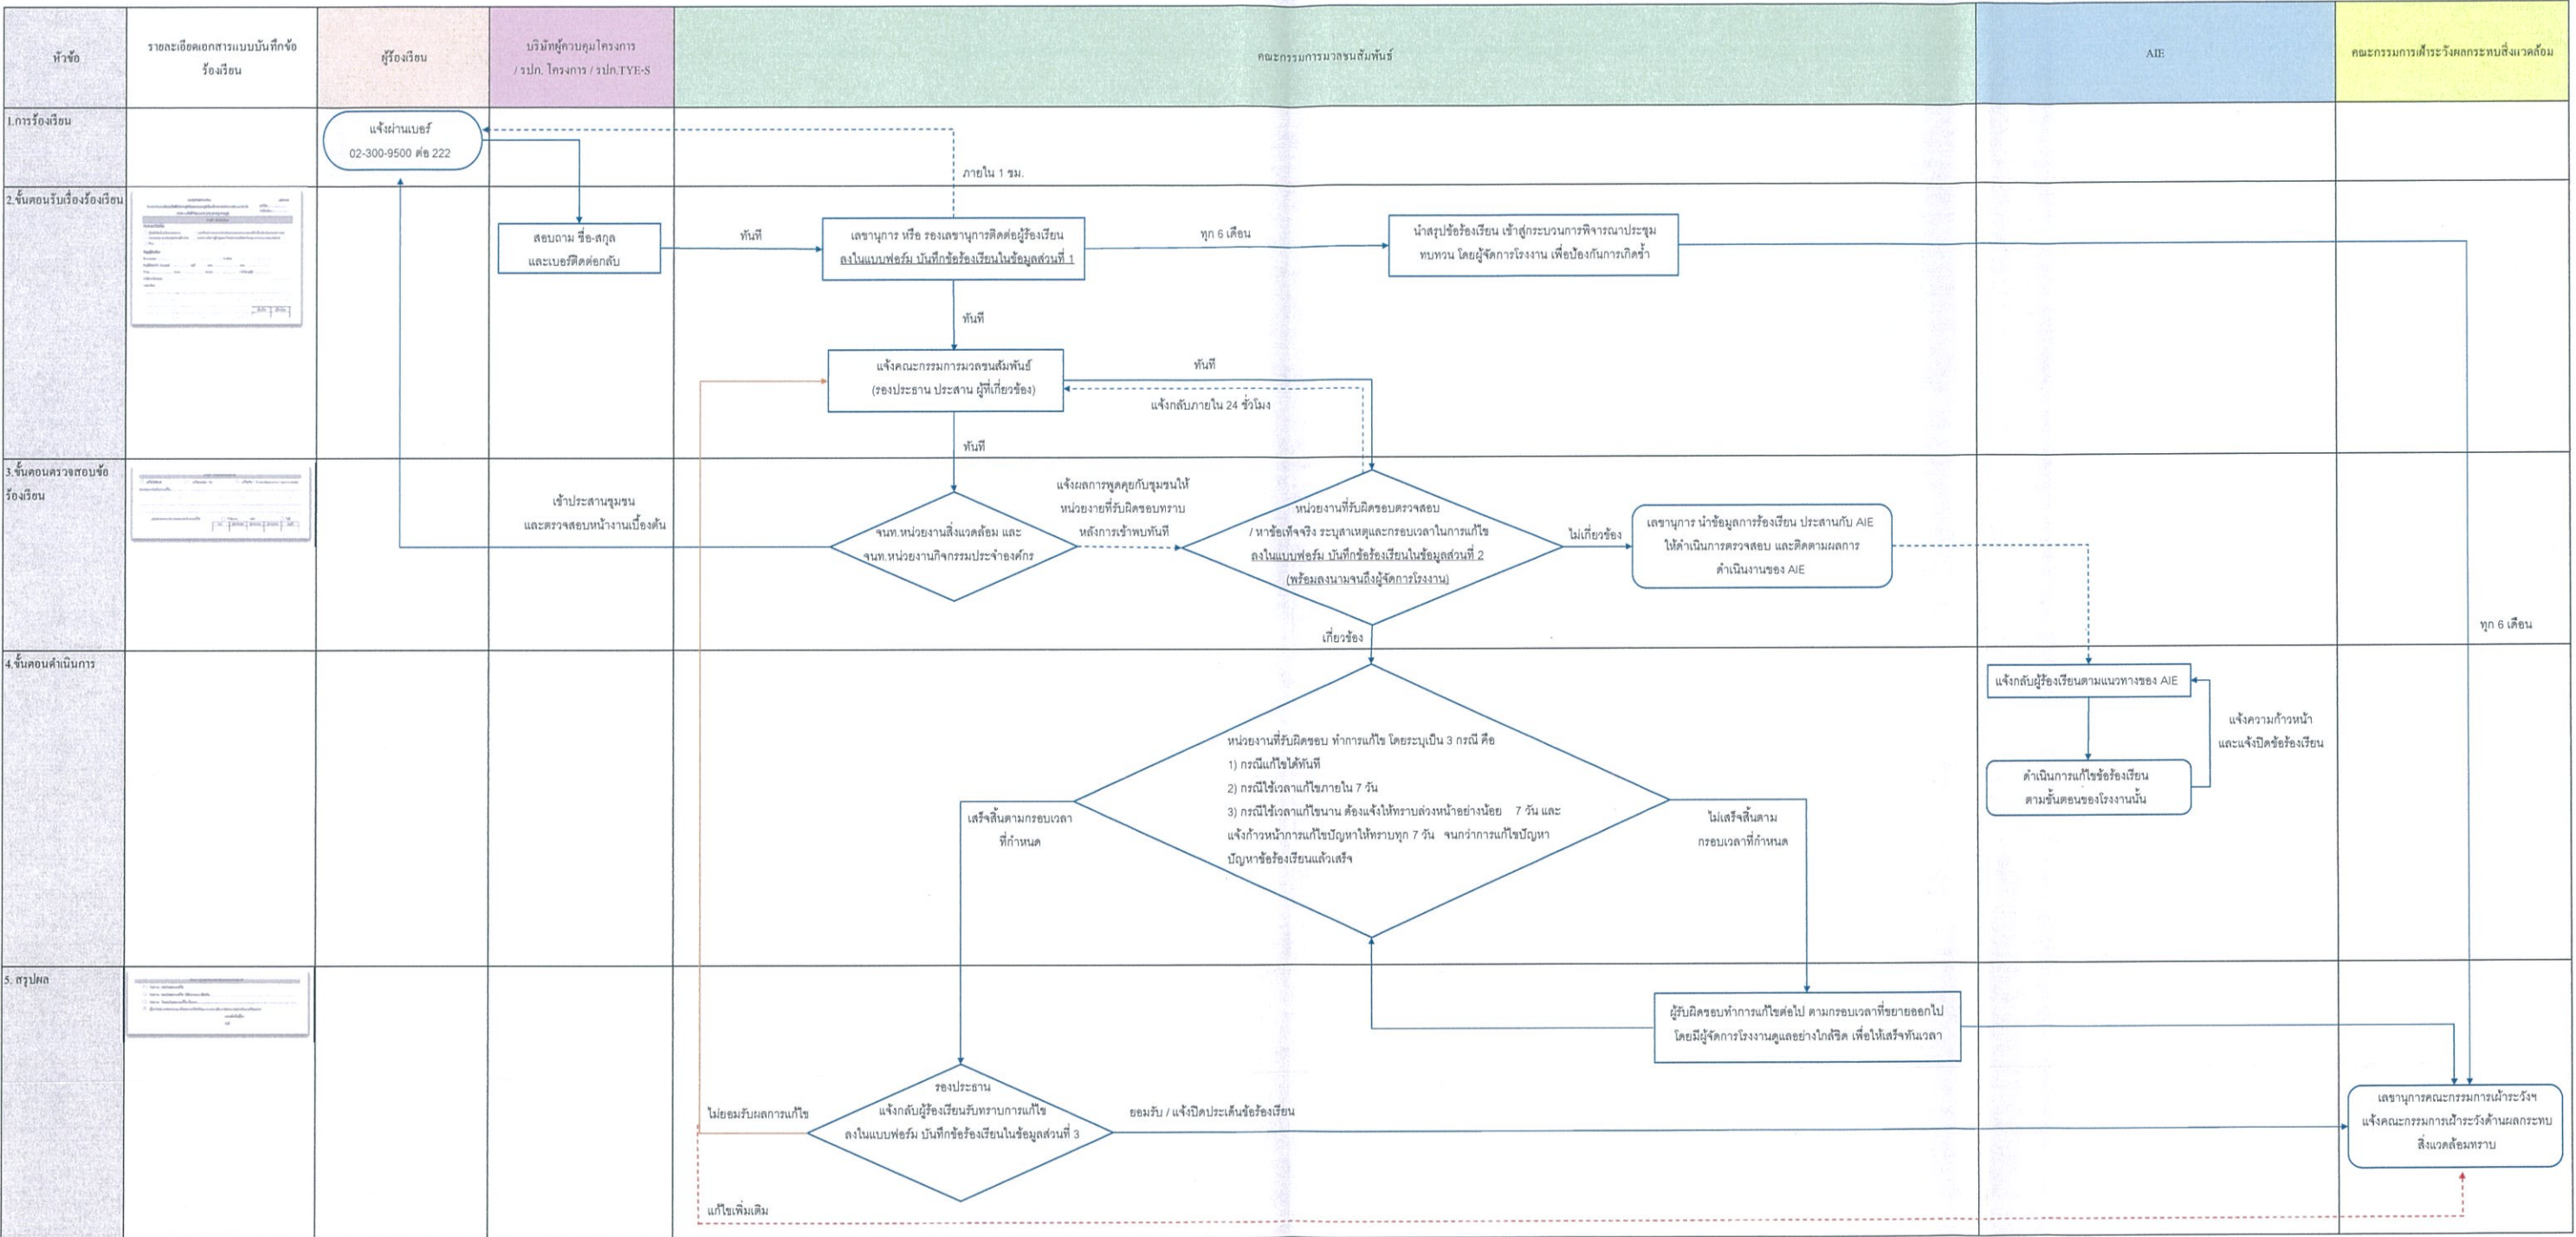 หัวข้อ
รายละเอียดเอกสารแบบบันทึกข้อ
ร้องเรียน
ผู้ร้องเรียน
บริษัทผู้ควบคุมโครงการ
/ รปภ. โครงการ / รปภ.TYE-S
คณะกรรมการมวลชนสัมพันธ์
AIE
คณะกรรมการเฝ้าระวังผลกระทบสิ่งแวดล้อม
1.การร้องเรียน
แจ้งผ่านเบอร์
02-300-9500 ต่อ 222
ภายใน 1 ชม.
2.ขั้นตอนรับเรื่องร้องเรียน
สอบถาม ชื่อ-สกุล
และเบอร์ติดต่อกลับ
ทันที
เลขานุการ หรือ รองเลขานุการติดต่อผู้ร้องเรียน
ลงในแบบฟอร์ม บันทึกข้อร้องเรียนในข้อมูลส่วนที่ 1
ทุก 6 เดือน
นำสรุปข้อร้องเรียน เข้าสู่กระบวนการพิจารณาประชุม
ทบทวน โดยผู้จัดการโรงงาน เพื่อป้องกันการเกิดซ้ำ
ทันที
แจ้งคณะกรรมการมวลชนสัมพันธ์
(รองประธาน ประสาน ผู้ที่เกี่ยวข้อง)
ทันที
แจ้งกลับภายใน 24 ชั่วโมง
ทันที
3.ขั้นตอนตรวจสอบข้อ
ร้องเรียน
เข้าประสานชุมชน
และตรวจสอบหน้างานเบื้องต้น
จนท.หน่วยงานสิ่งแวดล้อม และ
จนท.หน่วยงานกิจกรรมประจำองค์กร
แจ้งผลการพูดคุยกับชุมชนให้
หน่วยงายที่รับผิดชอบทราบ
หลังการเข้าพบทันที
หน่วยงานที่รับผิดชอบตรวจสอบ
/ หาข้อเท็จจริง ระบุสาเหตุและกรอบเวลาในการแก้ไข
ลงในแบบฟอร์ม บันทึกข้อร้องเรียนในข้อมูลส่วนที่ 2
(พร้อมลงนามจนถึงผู้จัดการโรงงาน)
ไม่เกี่ยวข้อง
เลขานุการ นำข้อมูลการร้องเรียน ประสานกับ AIE
ให้ดำเนินการตรวจสอบ และติดตามผลการ
ดำเนินงานของ AIE
เกี่ยวข้อง
ทุก 6 เดือน
4.ขั้นตอนดำเนินการ
หน่วยงานที่รับผิดชอบ ทำการแก้ไข โดยระบุเป็น 3 กรณี คือ
1) กรณีแก้ไขได้ทันที
2) กรณีใช้เวลาแก้ไขภายใน 7 วัน
3) กรณีใช้เวลาแก้ไขนาน ต้องแจ้งให้ทราบล่วงหน้าอย่างน้อย 7 วัน และ
แจ้งก้าวหน้าการแก้ไขปัญหาให้ทราบทุก 7 วัน จนกว่าการแก้ไขปัญหา
ปัญหาข้อร้องเรียนแล้วเสร็จ
เสร็จสิ้นตามกรอบเวลา
ที่กำหนด
ไม่เสร็จสิ้นตาม
กรอบเวลาที่กำหนด
แจ้งกลับผู้ร้องเรียนตามแนวทางของ AIE
แจ้งความก้าวหน้า
และแจ้งปิดข้อร้องเรียน
ดำเนินการแก้ไขข้อร้องเรียน
ตามขั้นตอนของโรงงานนั้น
5. สรุปผล
ผู้รับผิดชอบทำการแก้ไขต่อไป ตามกรอบเวลาที่ขยายออกไป
โดยมีผู้จัดการโรงงานดูแลอย่างใกล้ชิด เพื่อให้เสร็จทันเวลา
ไม่ยอมรับผลการแก้ไข
รองประธาน
แจ้งกลับผู้ร้องเรียนรับทราบการแก้ไข
ลงในแบบฟอร์ม บันทึกข้อร้องเรียนในข้อมูลส่วนที่ 3
ยอมรับ / แจ้งปิดประเด็นข้อร้องเรียน
เลขานุการคณะกรรมการเฝ้าระวังฯ
แจ้งคณะกรรมการเฝ้าระวังด้านผลกระทบ
สิ่งแวดล้อมทราบ
แก้ไขเพิ่มเติม